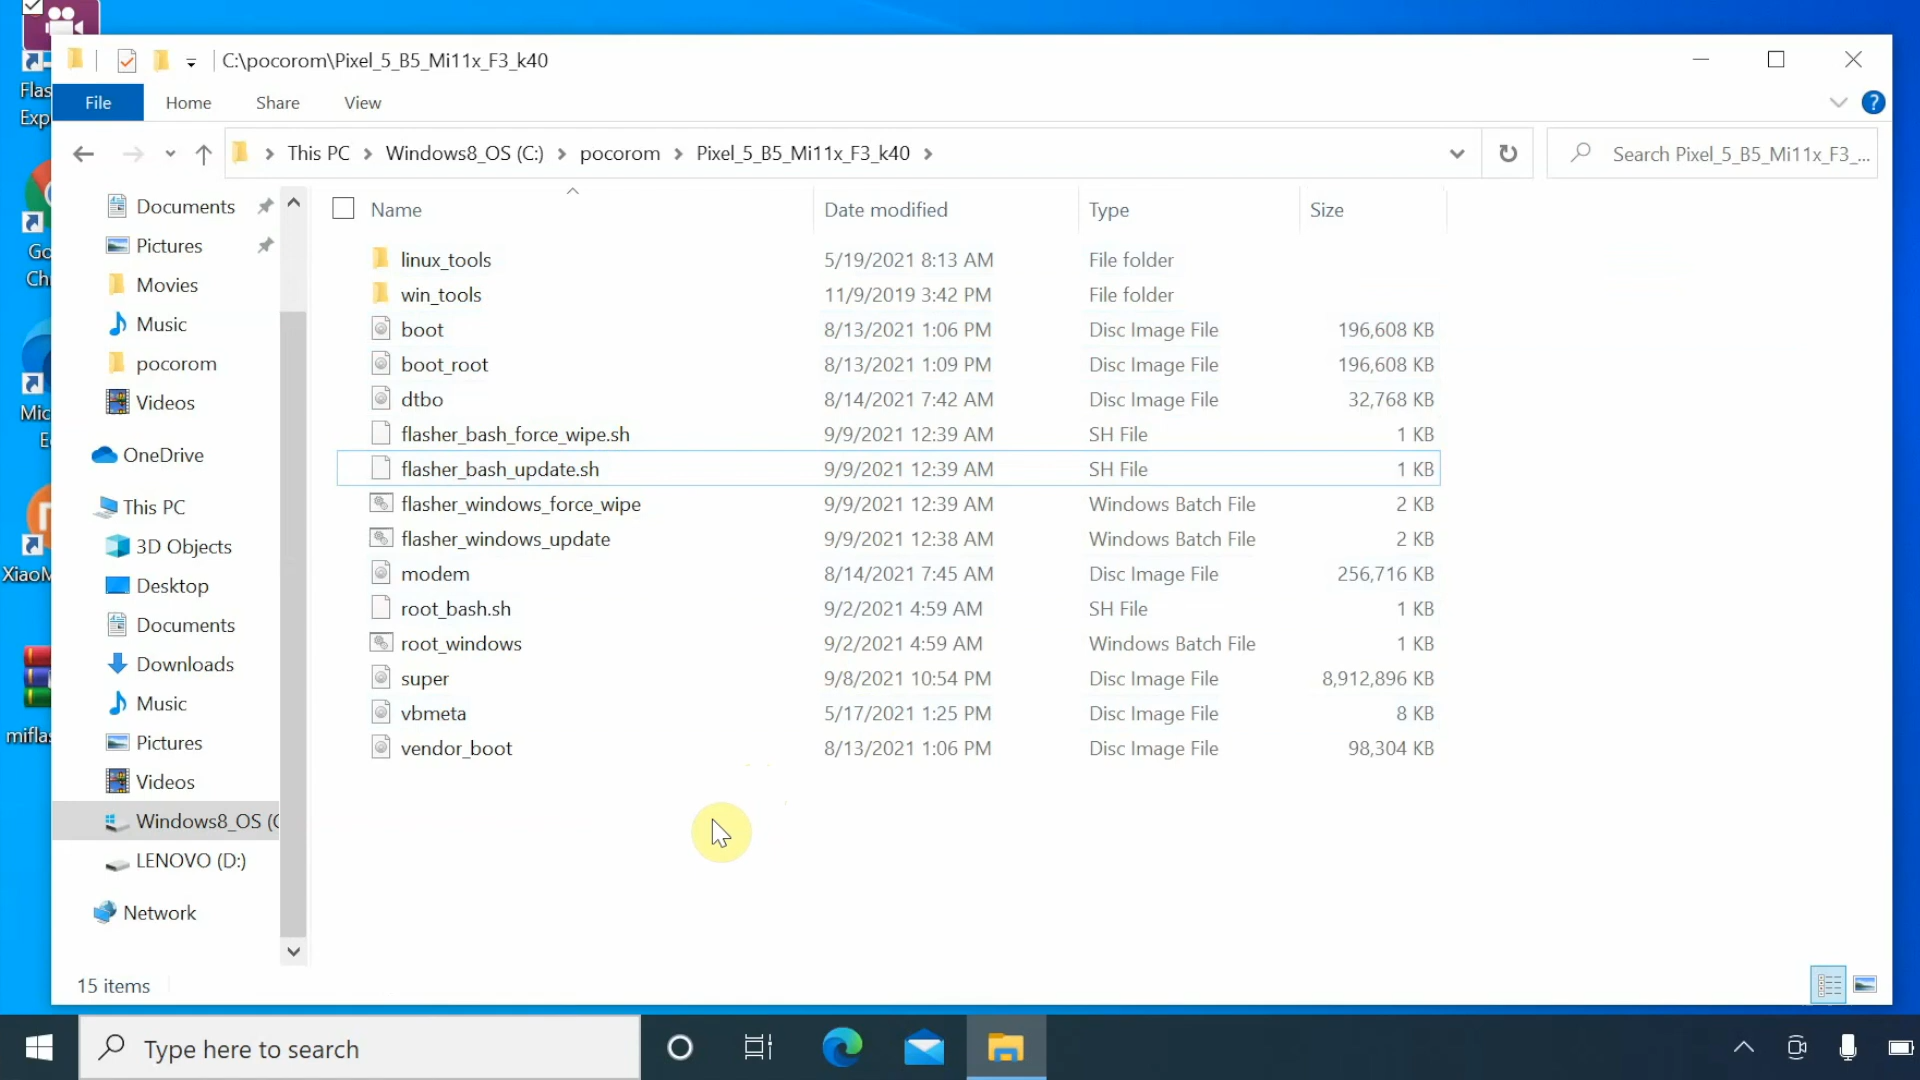 C:\pocorom\Pixel_5_B5_Mi11x_F3_k40
File Home Share View
This PC Windows8_OS (C:) pocorom Pixel_5_B5_Mi11x_F3_k40
Search Pixel_5_B5_Mi11x_F3_...
Flas
Exp
Go
Ch
Mic
E
XiaoM
miflas
Documents
Pictures
Movies
Music
pocorom
Videos
OneDrive
This PC
3D Objects
Desktop
Documents
Downloads
Music
Pictures
Videos
Windows8_OS (C
LENOVO (D:)
Network
Name Date modified Type Size
linux_tools 5/19/2021 8:13 AM File folder
win_tools 11/9/2019 3:42 PM File folder
boot 8/13/2021 1:06 PM Disc Image File 196,608 KB
boot_root 8/13/2021 1:09 PM Disc Image File 196,608 KB
dtbo 8/14/2021 7:42 AM Disc Image File 32,768 KB
flasher_bash_force_wipe.sh 9/9/2021 12:39 AM SH File 1 KB
flasher_bash_update.sh 9/9/2021 12:39 AM SH File 1 KB
flasher_windows_force_wipe 9/9/2021 12:39 AM Windows Batch File 2 KB
flasher_windows_update 9/9/2021 12:38 AM Windows Batch File 2 KB
modem 8/14/2021 7:45 AM Disc Image File 256,716 KB
root_bash.sh 9/2/2021 4:59 AM SH File 1 KB
root_windows 9/2/2021 4:59 AM Windows Batch File 1 KB
super 9/8/2021 10:54 PM Disc Image File 8,912,896 KB
vbmeta 5/17/2021 1:25 PM Disc Image File 8 KB
vendor_boot 8/13/2021 1:06 PM Disc Image File 98,304 KB
15 items
Type here to search